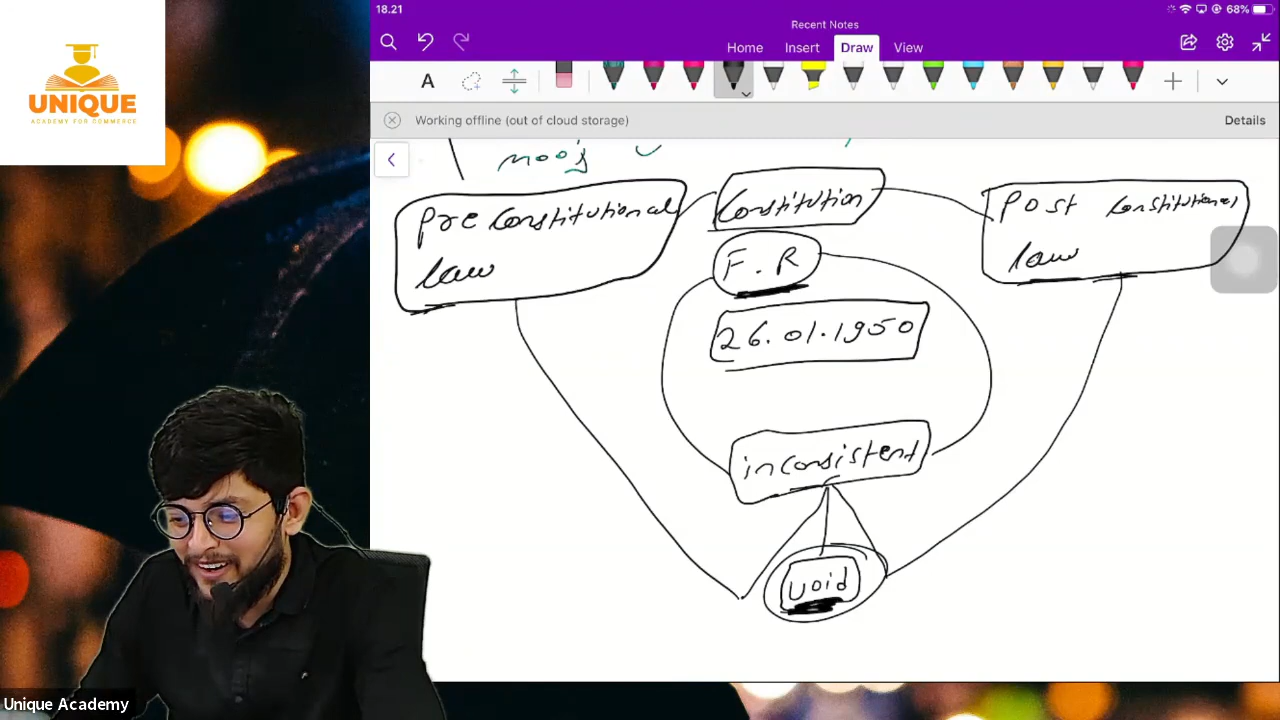 UNIQUE
ACADEMY FOR COMMERCE
18.21
68%
Recent Notes
Home Insert Draw View
A
Working offline (out of cloud storage)
Details
Pre Constitutional
law
Constitution
F.R
26.01.1950
Post Constitutional
law
inconsistent
void
Unique Academy